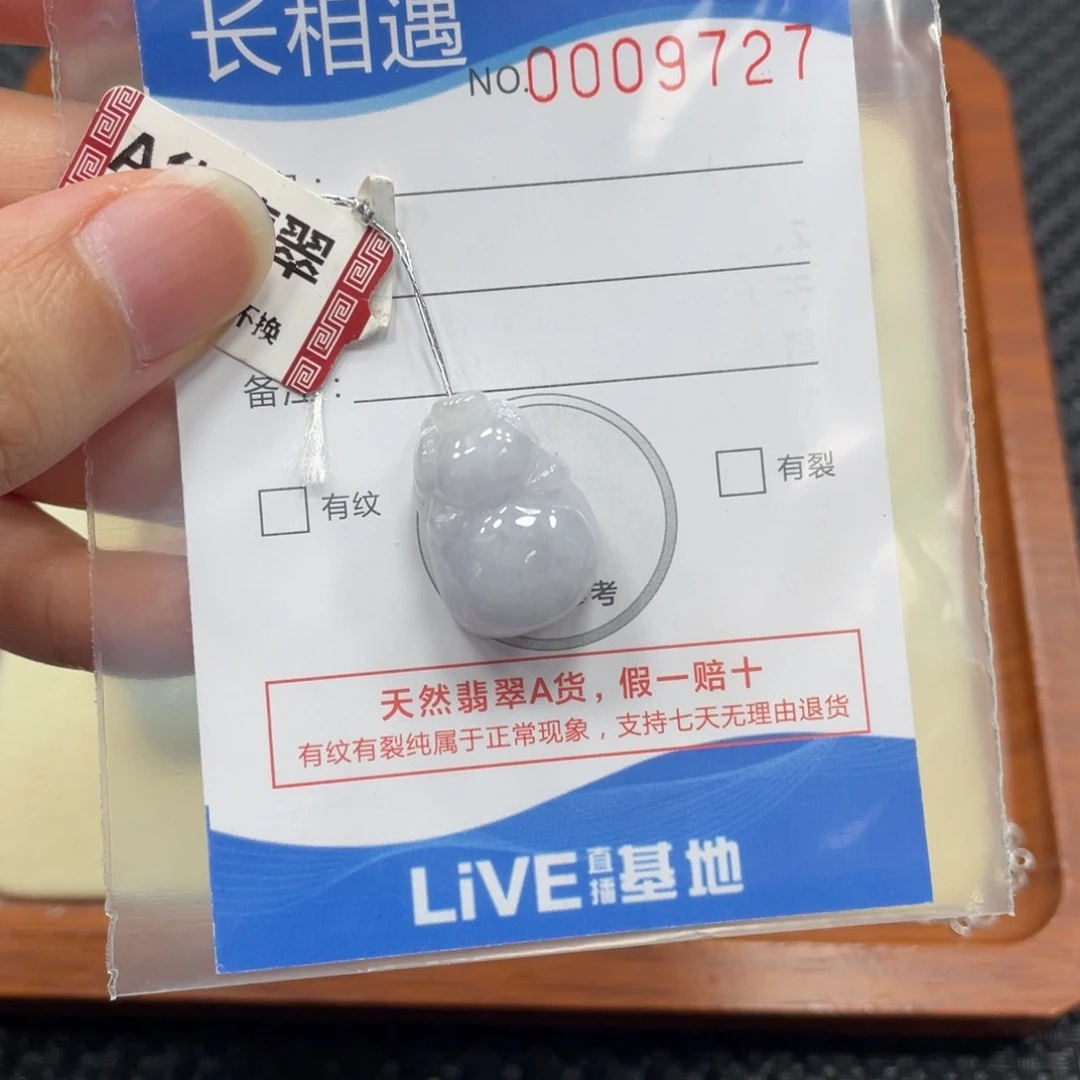 长相遇
NO.0009727
A
翠
不换
备注：
有纹
有裂
考
天然翡翠A货，假一赔十
有纹有裂纯属于正常现象，支持七天无理由退货
LiVE直播基地